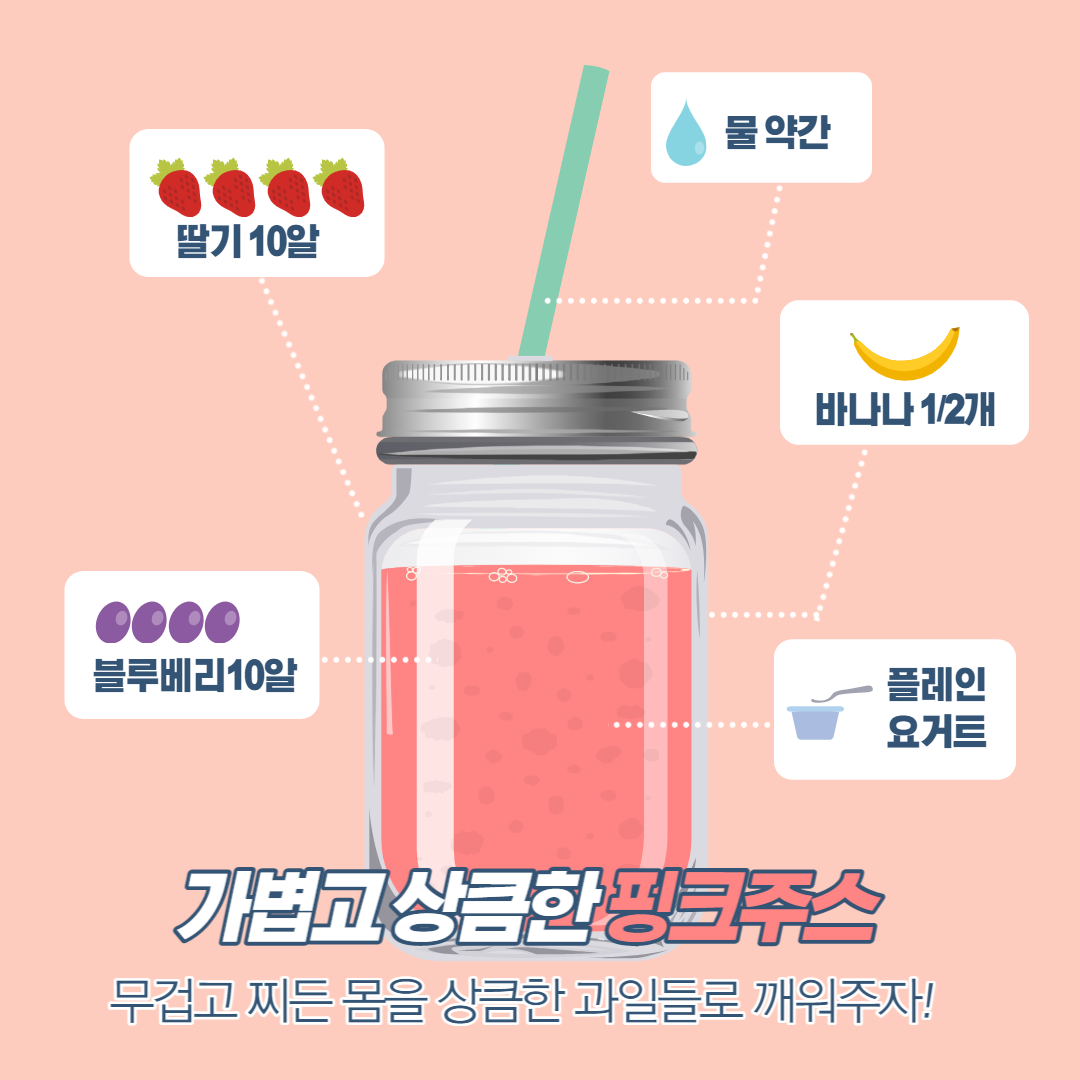 물 약간
딸기 10알
바나나 1/2개
블루베리10알
플레인
요거트
가볍고 상큼한 핑크주스
무겁고 찌든 몸을 상큼한 과일들로 깨워주자!